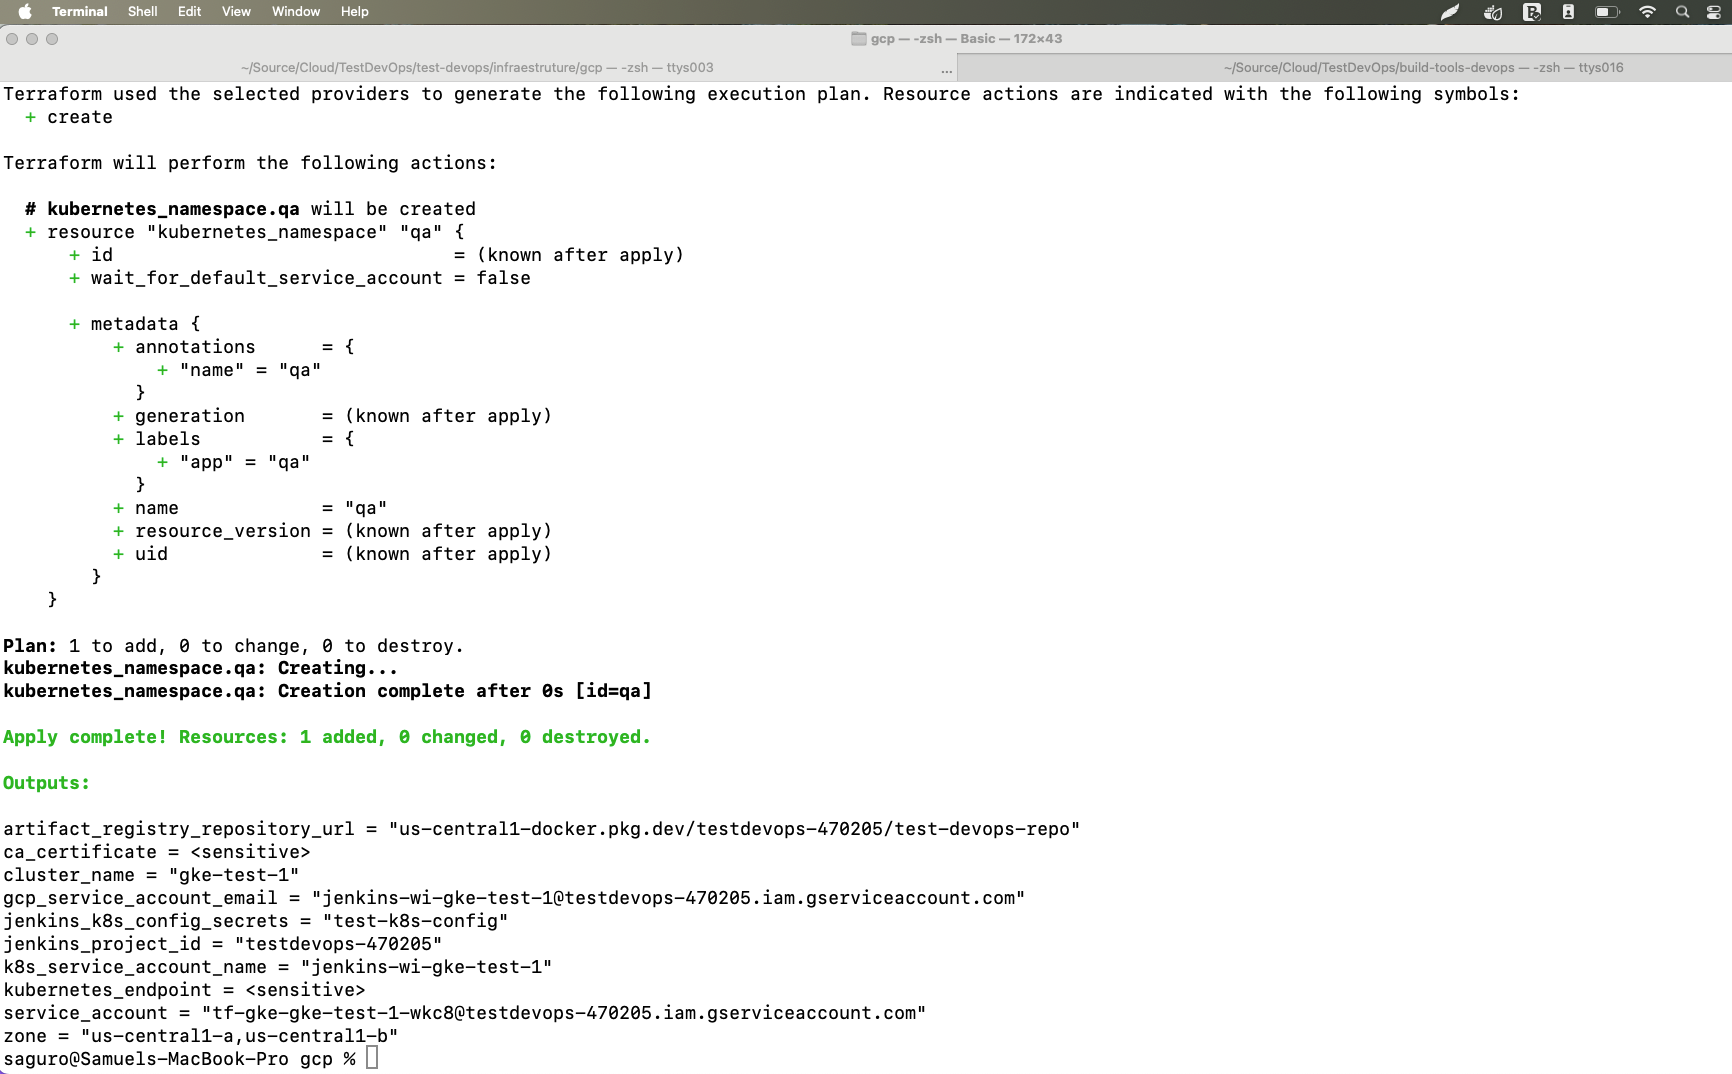 Terminal Shell Edit View Window Help
gcp — -zsh — Basic — 172×43
~/Source/Cloud/TestDevOps/test-devops/infraestruture/gcp — -zsh — ttys003 ... ~/Source/Cloud/TestDevOps/build-tools-devops — -zsh — ttys016
Terraform used the selected providers to generate the following execution plan. Resource actions are indicated with the following symbols:
  + create

Terraform will perform the following actions:

  # kubernetes_namespace.qa will be created
  + resource "kubernetes_namespace" "qa" {
      + id                               = (known after apply)
      + wait_for_default_service_account = false

      + metadata {
          + annotations      = {
              + "name" = "qa"
            }
          + generation       = (known after apply)
          + labels           = {
              + "app" = "qa"
            }
          + name             = "qa"
          + resource_version = (known after apply)
          + uid              = (known after apply)
        }
    }

Plan: 1 to add, 0 to change, 0 to destroy.
kubernetes_namespace.qa: Creating...
kubernetes_namespace.qa: Creation complete after 0s [id=qa]

Apply complete! Resources: 1 added, 0 changed, 0 destroyed.

Outputs:

artifact_registry_repository_url = "us-central1-docker.pkg.dev/testdevops-470205/test-devops-repo"
ca_certificate = <sensitive>
cluster_name = "gke-test-1"
gcp_service_account_email = "jenkins-wi-gke-test-1@testdevops-470205.iam.gserviceaccount.com"
jenkins_k8s_config_secrets = "test-k8s-config"
jenkins_project_id = "testdevops-470205"
k8s_service_account_name = "jenkins-wi-gke-test-1"
kubernetes_endpoint = <sensitive>
service_account = "tf-gke-gke-test-1-wkc8@testdevops-470205.iam.gserviceaccount.com"
zone = "us-central1-a,us-central1-b"
saguro@Samuels-MacBook-Pro gcp %